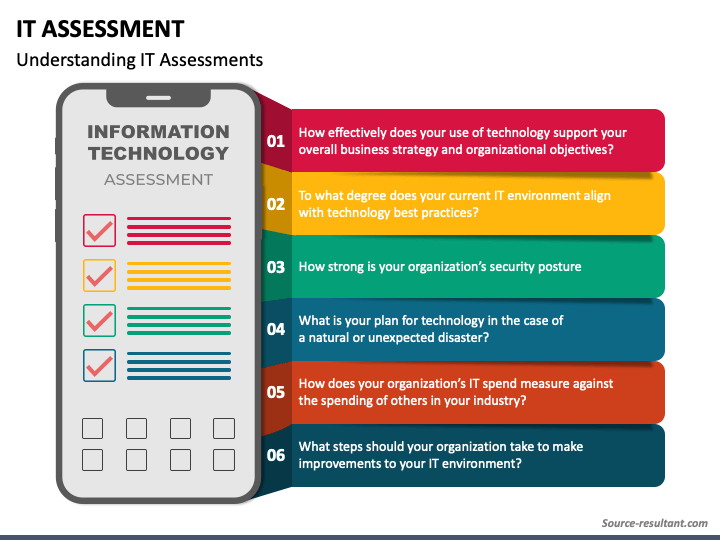 IT ASSESSMENT
Understanding IT Assessments
INFORMATION
TECHNOLOGY
ASSESSMENT
01
How effectively does your use of technology support your
overall business strategy and organizational objectives?
02
To what degree does your current IT environment align
with technology best practices?
03
How strong is your organization’s security posture
04
What is your plan for technology in the case of
a natural or unexpected disaster?
05
How does your organization’s IT spend measure against
the spending of others in your industry?
06
What steps should your organization take to make
improvements to your IT environment?
Source-resultant.com